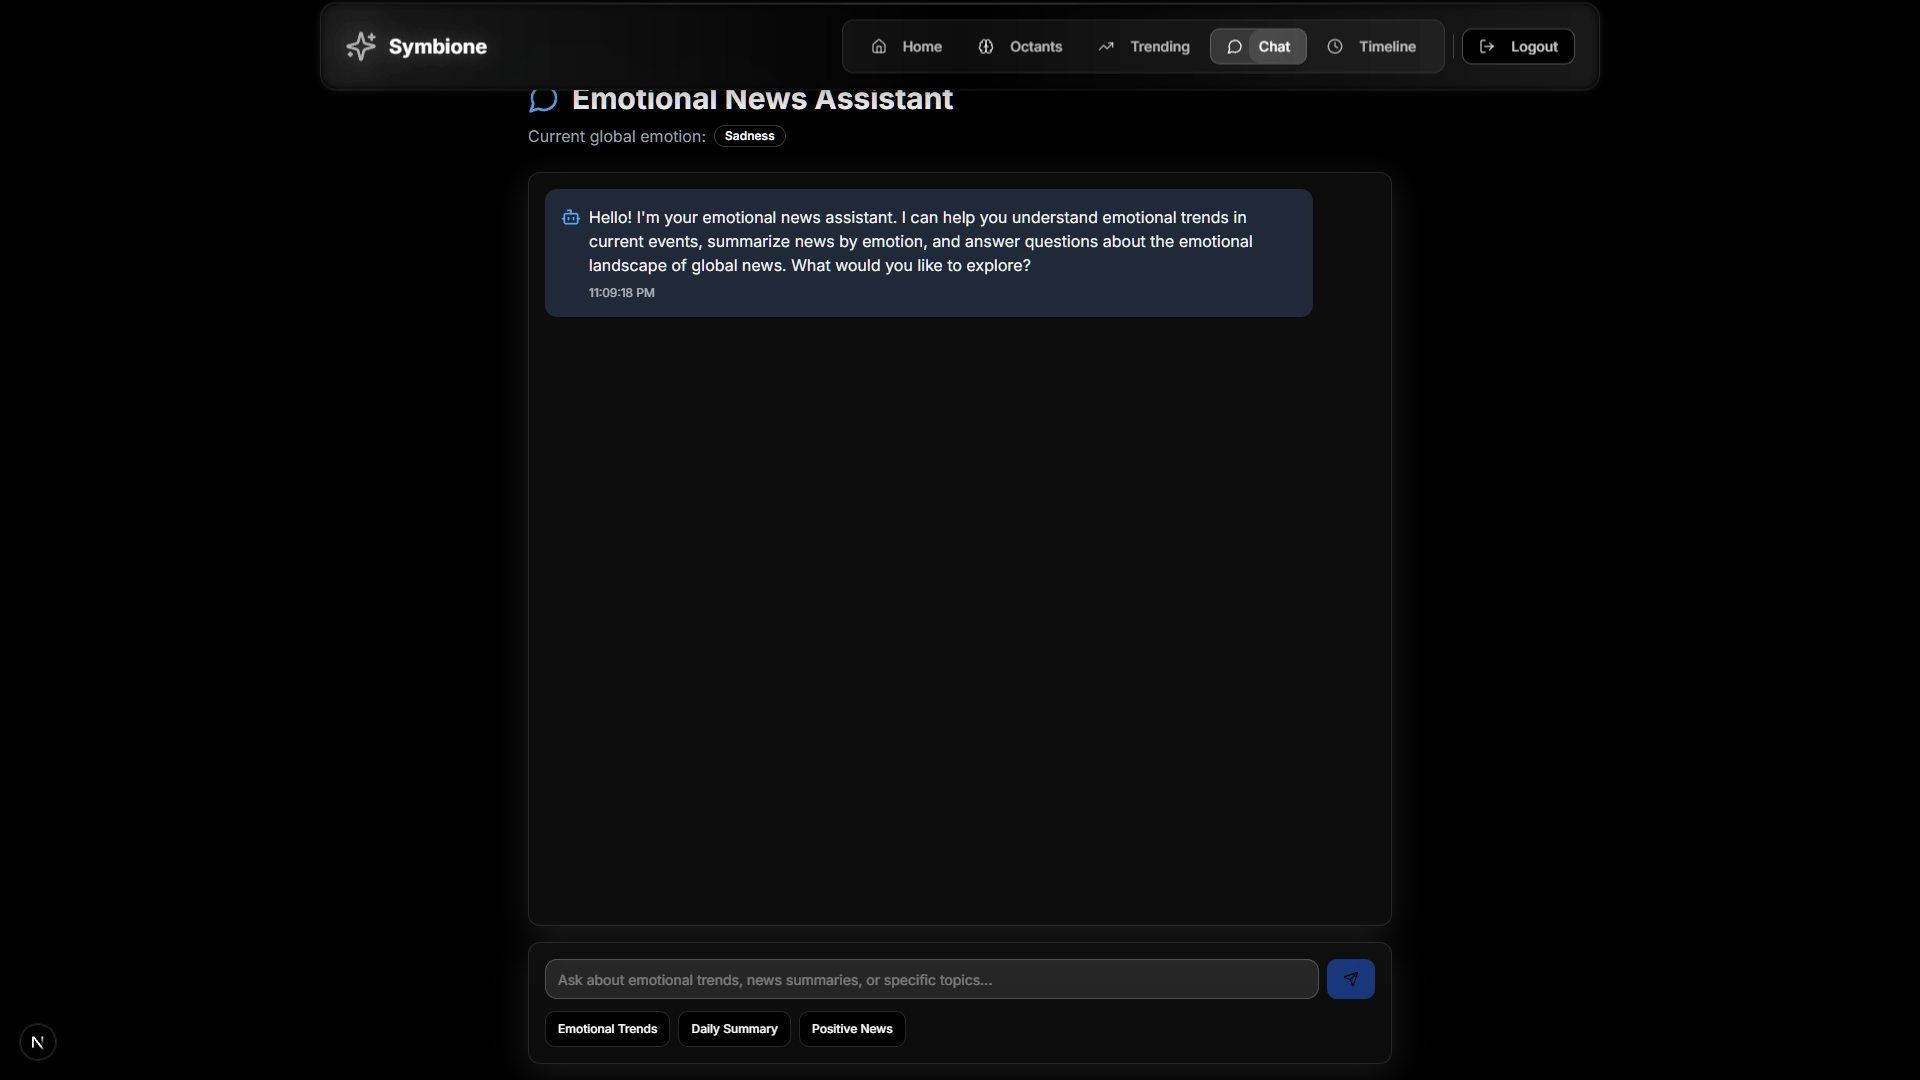 Symbione
Home
Octants
Trending
Chat
Timeline
Logout
Emotional News Assistant
Current global emotion: Sadness
Hello! I'm your emotional news assistant. I can help you understand emotional trends in
current events, summarize news by emotion, and answer questions about the emotional
landscape of global news. What would you like to explore?
11:09:18 PM
Ask about emotional trends, news summaries, or specific topics...
Emotional Trends
Daily Summary
Positive News
N